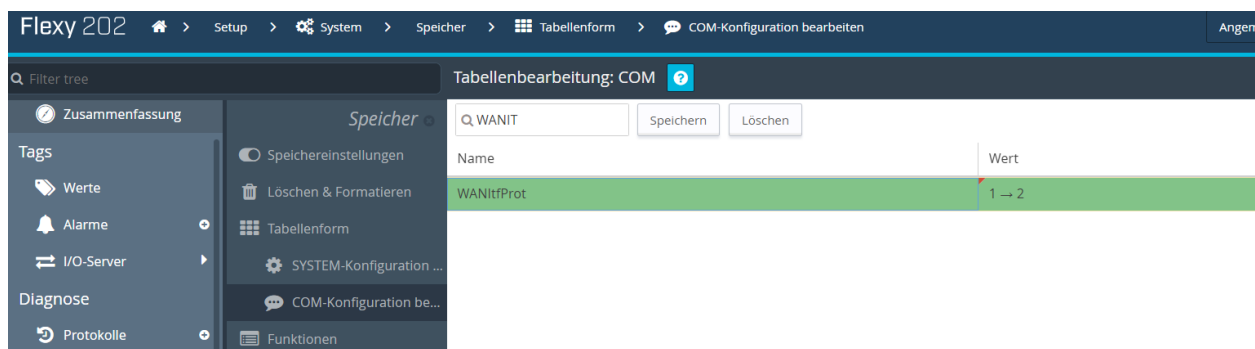 Flexy 202 > Setup > System > Speicher > Tabellenform > COM-Konfiguration bearbeiten
Filter tree
Tabellenbearbeitung: COM ?
Zusammenfassung
Tags
Werte
Alarme
I/O-Server
Diagnose
Protokolle
Speicher
Speichereinstellungen
Löschen & Formatieren
Tabellenform
SYSTEM-Konfiguration ...
COM-Konfiguration be...
Funktionen
WANIT Speichern Löschen
Name Wert
WANItfProt 1 → 2